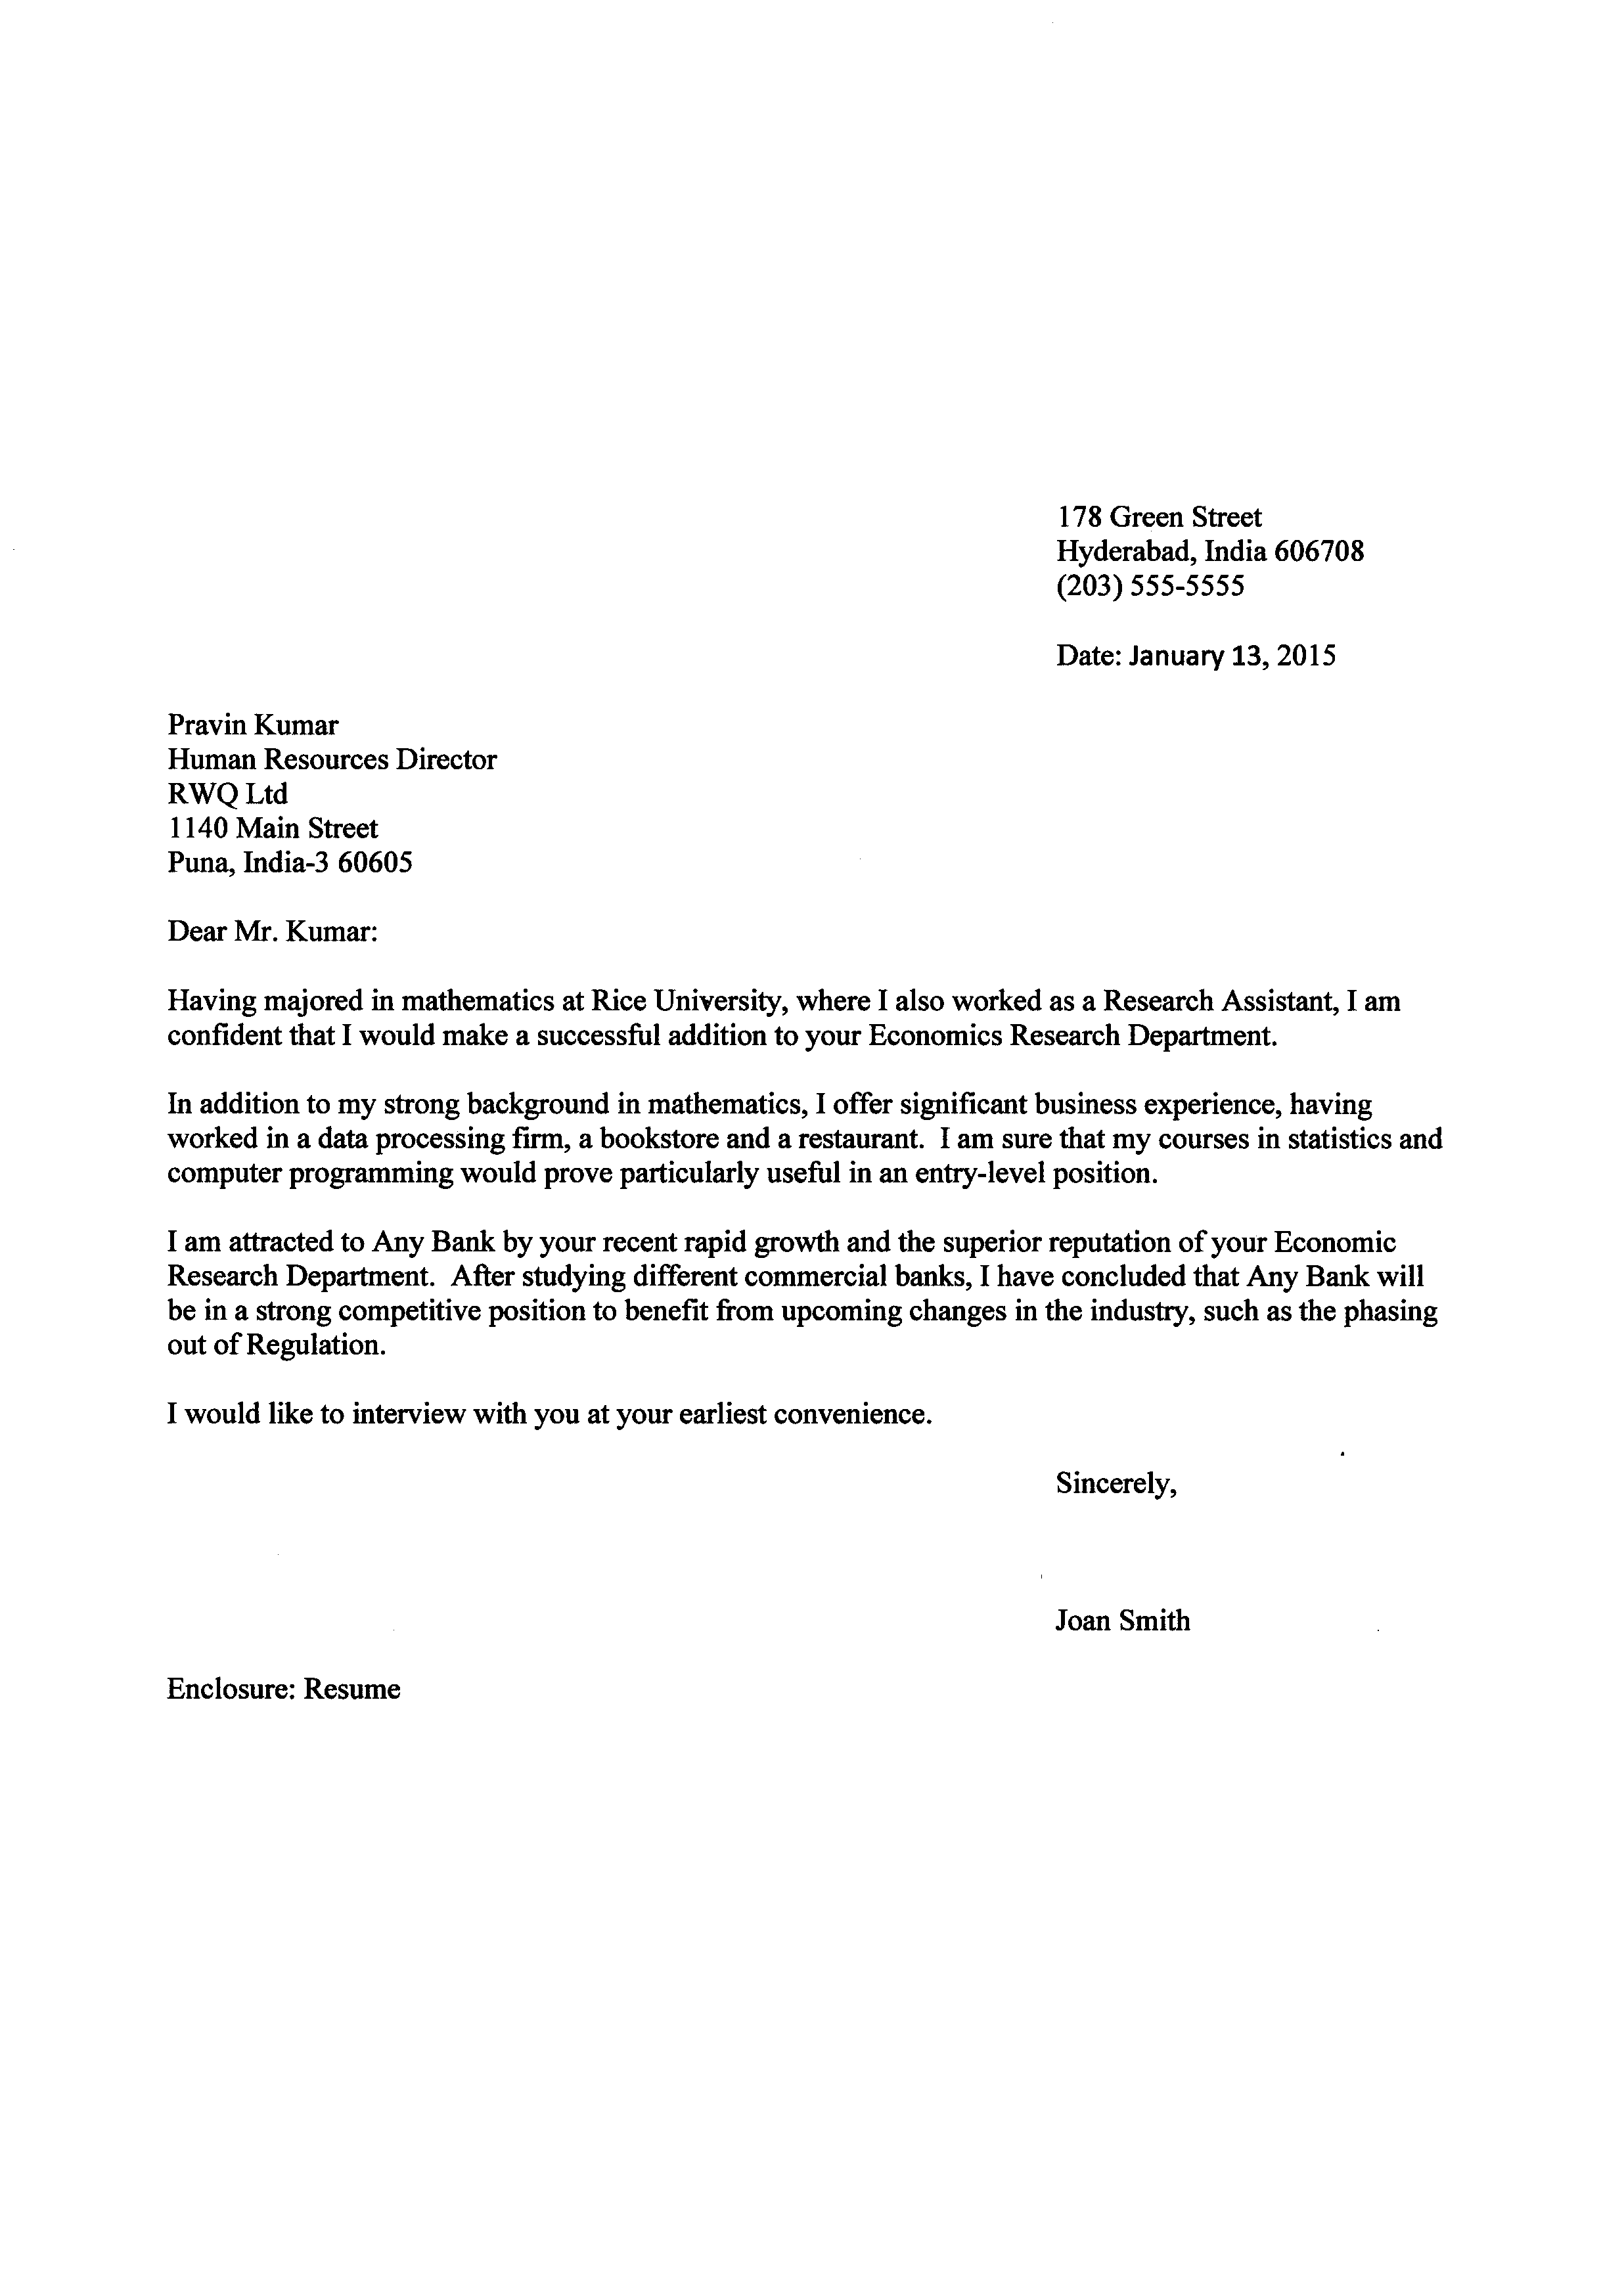 178 Green Street
Hyderabad, India 606708
(203) 555-5555
Date: January 13, 2015
Pravin Kumar
Human Resources Director
RWQ Ltd
1140 Main Street
Puna, India-3 60605
Dear Mr. Kumar:
Having majored in mathematics at Rice University, where I also worked as a Research Assistant, I am
confident that I would make a successful addition to your Economics Research Department.
In addition to my strong background in mathematics, I offer significant business experience, having
worked in a data processing firm, a bookstore and a restaurant.  I am sure that my courses in statistics and
computer programming would prove particularly useful in an entry-level position.
I am attracted to Any Bank by your recent rapid growth and the superior reputation of your Economic
Research Department.  After studying different commercial banks, I have concluded that Any Bank will
be in a strong competitive position to benefit from upcoming changes in the industry, such as the phasing
out of Regulation.
I would like to interview with you at your earliest convenience.
Sincerely,
Joan Smith
Enclosure: Resume